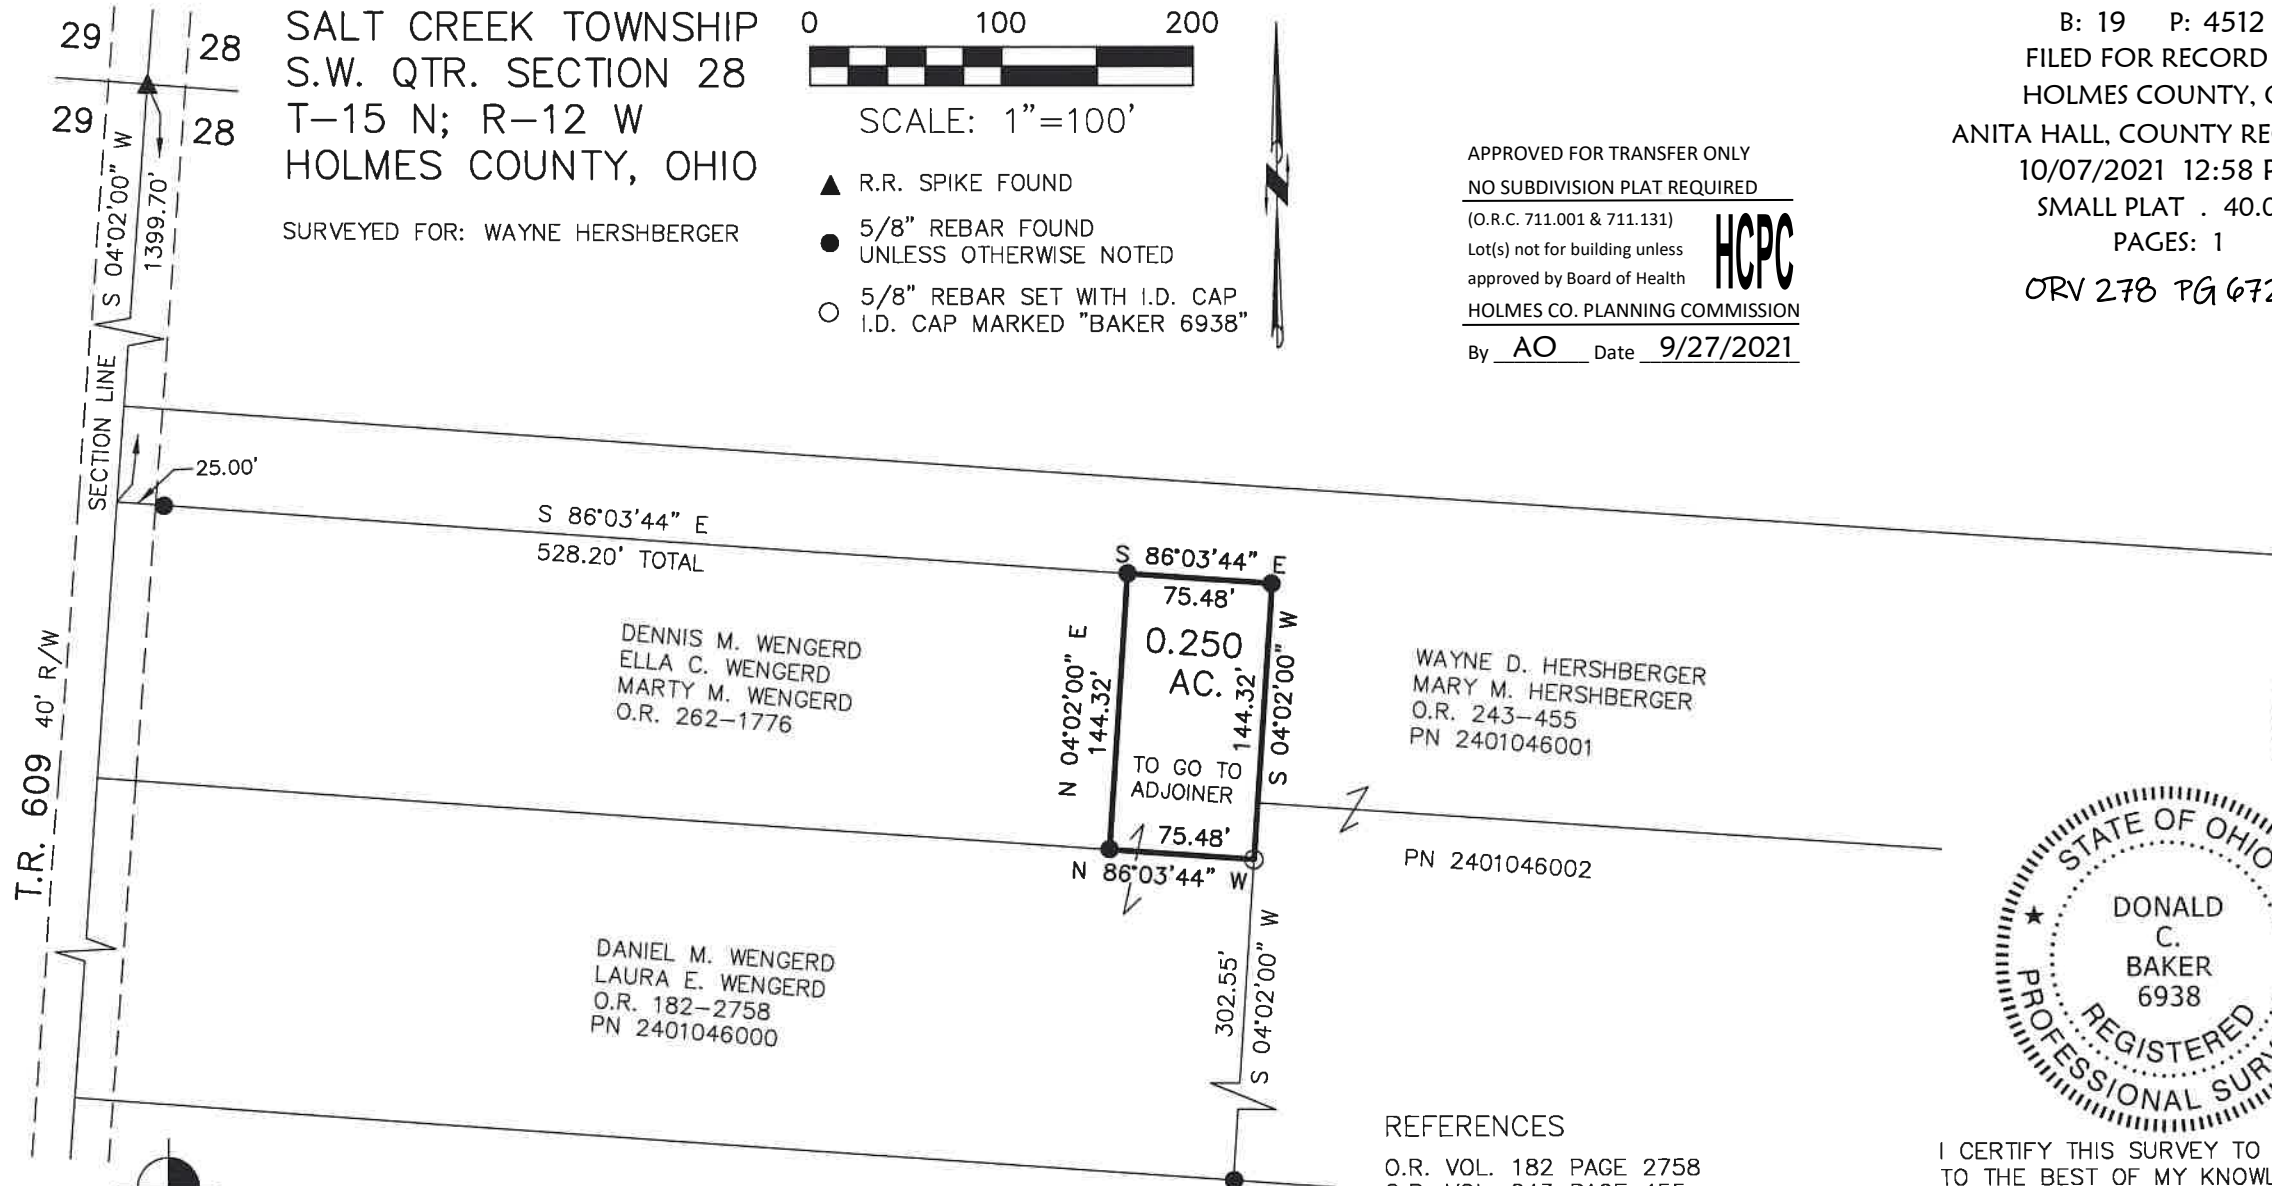 29
28
29
28
S 04°02'00" W
1399.70'
SECTION LINE
SALT CREEK TOWNSHIP
S.W. QTR. SECTION 28
T-15 N; R-12 W
HOLMES COUNTY, OHIO
SURVEYED FOR: WAYNE HERSHBERGER
0 100 200
SCALE: 1"=100'
R.R. SPIKE FOUND
5/8" REBAR FOUND
UNLESS OTHERWISE NOTED
5/8" REBAR SET WITH I.D. CAP
I.D. CAP MARKED "BAKER 6938"
APPROVED FOR TRANSFER ONLY
NO SUBDIVISION PLAT REQUIRED
(O.R.C. 711.001 & 711.131)
Lot(s) not for building unless
approved by Board of Health
HCPC
HOLMES CO. PLANNING COMMISSION
By AO Date 9/27/2021
B: 19 P: 4512
FILED FOR RECORD
HOLMES COUNTY,
ANITA HALL, COUNTY
10/07/2021 12:58
SMALL PLAT . 40.0
PAGES: 1
ORV 278 PG 672
25.00'
S 86°03'44" E
528.20' TOTAL
S 86°03'44" E
75.48'
0.250
AC.
N 04°02'00" E
144.32'
144.32'
S 04°02'00" W
TO GO TO
ADJOINER
75.48'
N 86°03'44" W
DENNIS M. WENGERD
ELLA C. WENGERD
MARTY M. WENGERD
O.R. 262-1776
WAYNE D. HERSHBERGER
MARY M. HERSHBERGER
O.R. 243-455
PN 2401046001
PN 2401046002
T.R. 609 40' R/W
DANIEL M. WENGERD
LAURA E. WENGERD
O.R. 182-2758
PN 2401046000
302.55'
S 04°02'00" W
STATE OF OHIO
DONALD
C.
BAKER
6938
REGISTERED
PROFESSIONAL
REFERENCES
O.R. VOL. 182 PAGE 2758
I CERTIFY THIS SURVEY TO
TO THE BEST OF MY